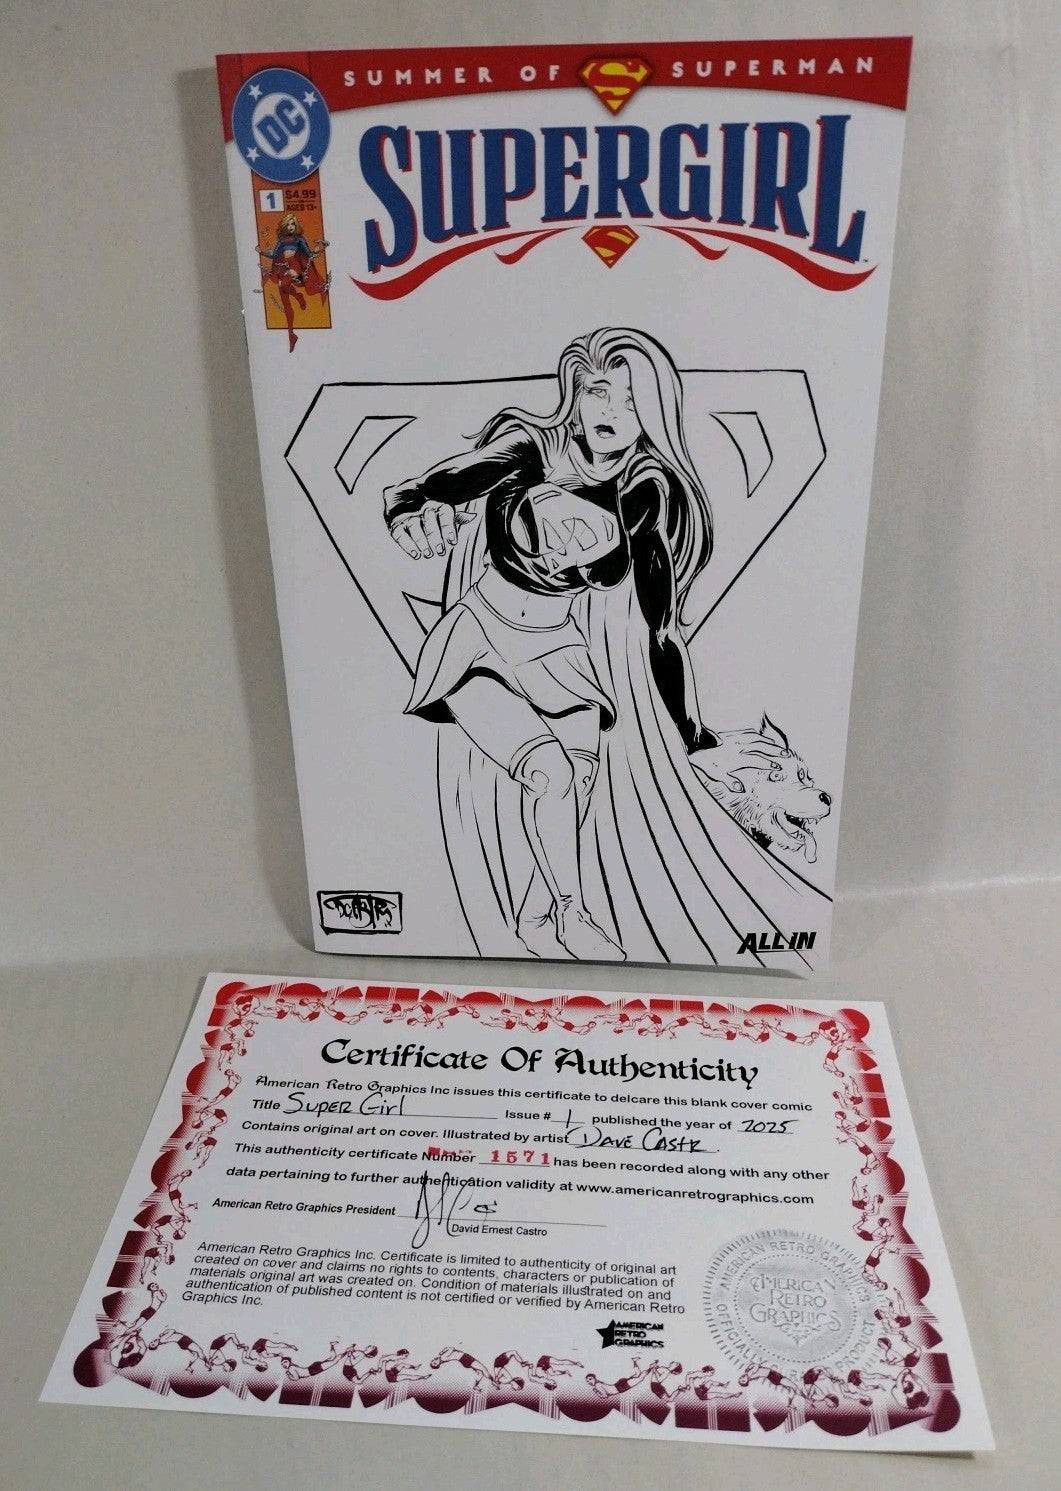 SUMMER OF S SUPERMAN
DC
1 $4.99
AGES 13+
SUPERGIRL
TM
S
ALL IN
Certificate Of Authenticity
American Retro Graphics Inc issues this certificate to delcare this blank cover comic
Title Super Girl Issue # 1 published the year of 2025
Contains original art on cover. Illustrated by artist Dave Castr.
This authenticity certificate Number 1571 has been recorded along with any other
data pertaining to further authentication validity at www.americanretrographics.com
American Retro Graphics President
David Ernest Castro
American Retro Graphics Inc. Certificate is limited to authenticity of original art
created on cover and claims no rights to contents, characters or publication of
materials original art was created on. Condition of materials illustrated on and
authentication of published content is not certified or verified by American Retro
Graphics Inc.
AMERICAN
RETRO
GRAPHICS
AMERICAN RETRO GRAPHICS
AMERICAN
RETRO
GRAPHICS